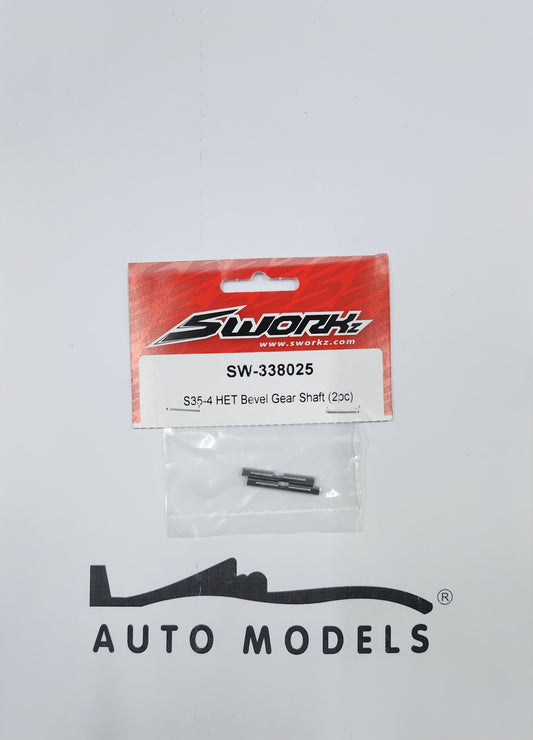 SWORKz
www.sworkz.com
SW-338025
S35-4 HET Bevel Gear Shaft (2pc)
®
AUTO MODELS